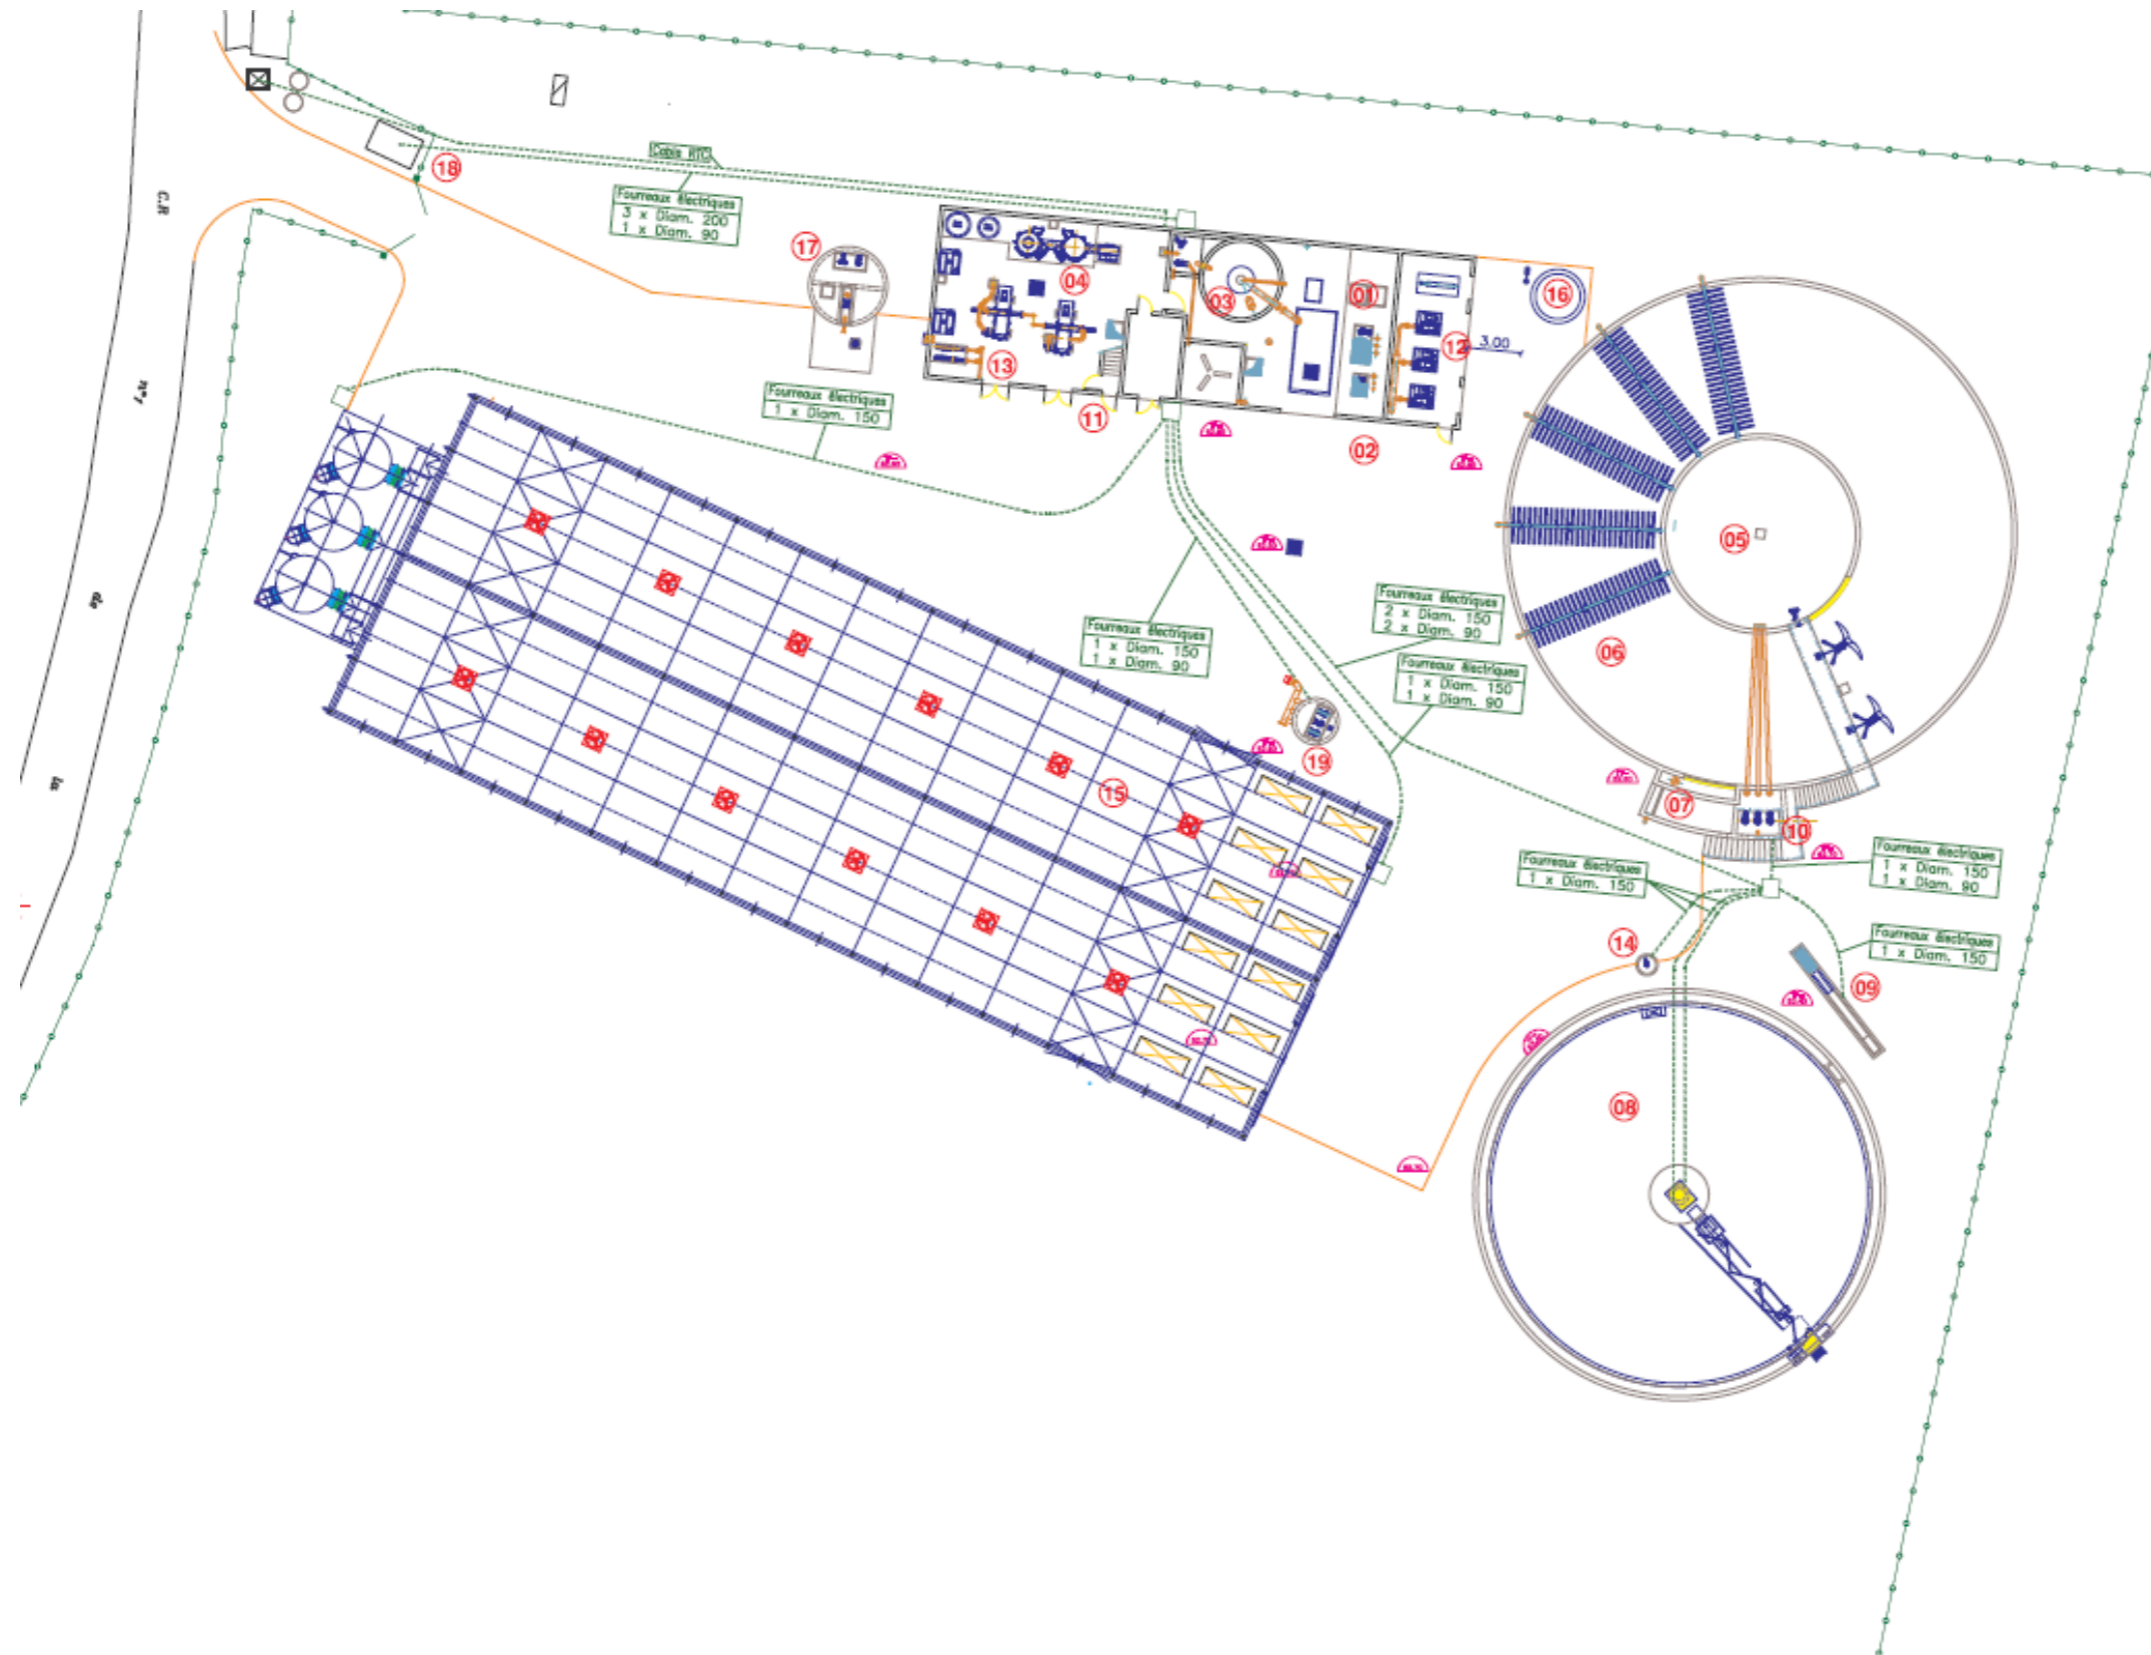 C.R
n°7
de
la
18
Cable RTC
Fourreaux électriques
3 x Diam. 200
1 x Diam. 90
17
04
03
01
12
16
3.00
13
11
02
Fourreaux électriques
1 x Diam. 150
05
06
Fourreaux électriques
1 x Diam. 150
1 x Diam. 90
Fourreaux électriques
2 x Diam. 150
2 x Diam. 90
Fourreaux électriques
1 x Diam. 150
1 x Diam. 90
19
15
07
10
Fourreaux électriques
1 x Diam. 150
Fourreaux électriques
1 x Diam. 150
1 x Diam. 90
14
Fourreaux électriques
1 x Diam. 150
09
08